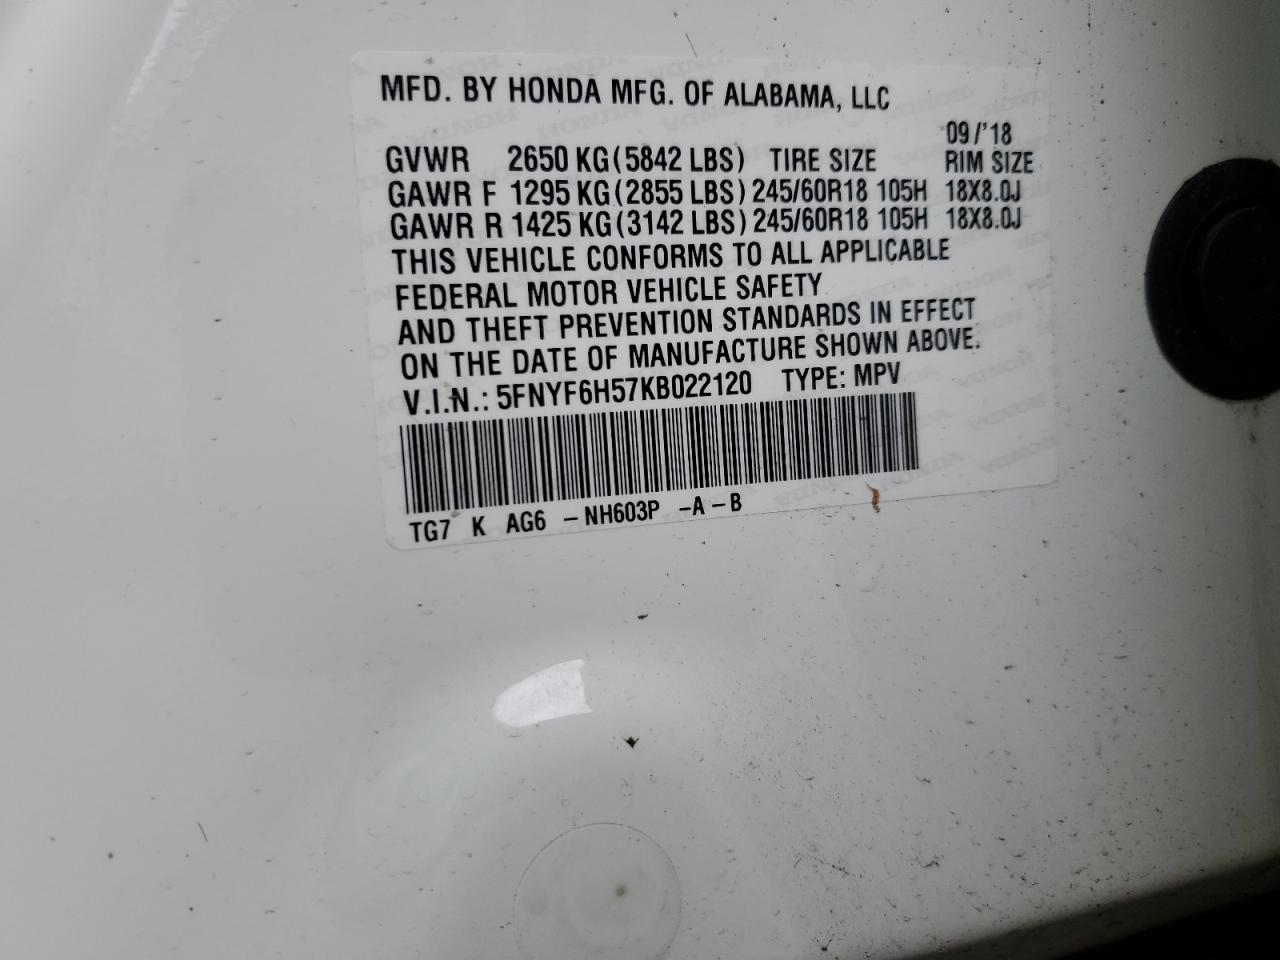 MFD. BY HONDA MFG. OF ALABAMA, LLC
09/'18
GVWR 2650 KG (5842 LBS) TIRE SIZE RIM SIZE
GAWR F 1295 KG (2855 LBS) 245/60R18 105H 18X8.0J
GAWR R 1425 KG (3142 LBS) 245/60R18 105H 18X8.0J
THIS VEHICLE CONFORMS TO ALL APPLICABLE
FEDERAL MOTOR VEHICLE SAFETY
AND THEFT PREVENTION STANDARDS IN EFFECT
ON THE DATE OF MANUFACTURE SHOWN ABOVE.
V.I.N.: 5FNYF6H57KB022120 TYPE: MPV
TG7 K AG6 -NH603P -A-B